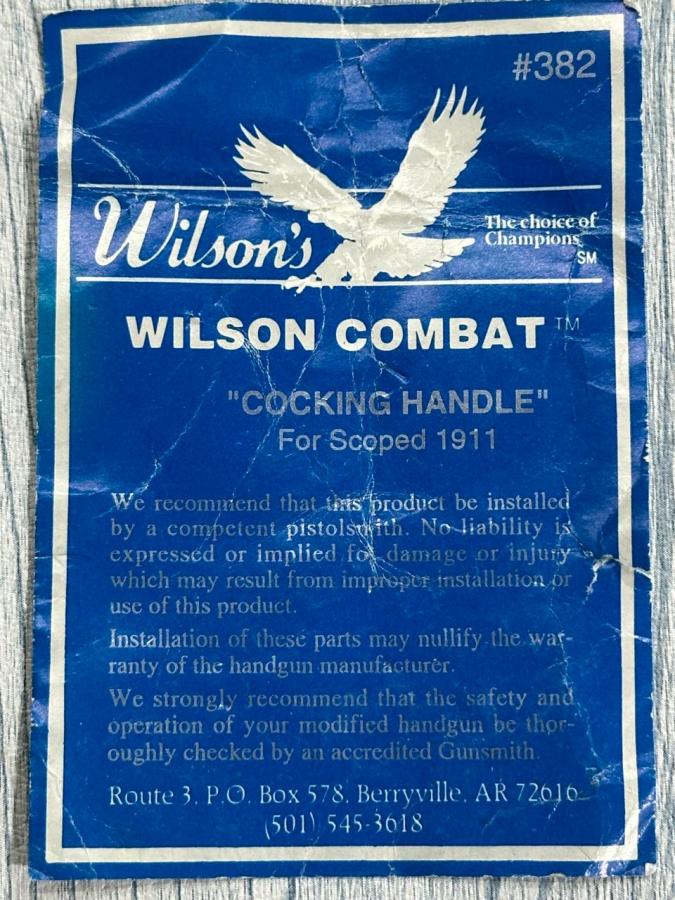 #382
Wilson's
The choice of
Champions
SM
WILSON COMBAT TM
"COCKING HANDLE"
For Scoped 1911
We recommend that this product be installed
by a competent pistolsmith. No liability is
expressed or implied for damage or injury
which may result from improper installation or
use of this product.
Installation of these parts may nullify the war-
ranty of the handgun manufacturer.
We strongly recommend that the safety and
operation of your modified handgun be thor-
oughly checked by an accredited Gunsmith
Route 3, P.O. Box 578, Berryville, AR 72616
(501) 545-3618